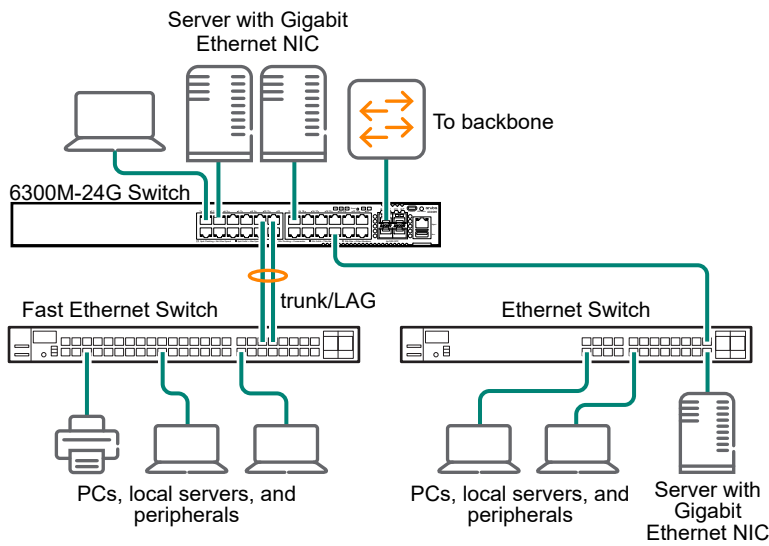 Server with Gigabit
Ethernet NIC
To backbone
6300M-24G Switch
trunk/LAG
Fast Ethernet Switch
Ethernet Switch
PCs, local servers, and
peripherals
PCs, local servers, and
peripherals
Server with
Gigabit
Ethernet NIC